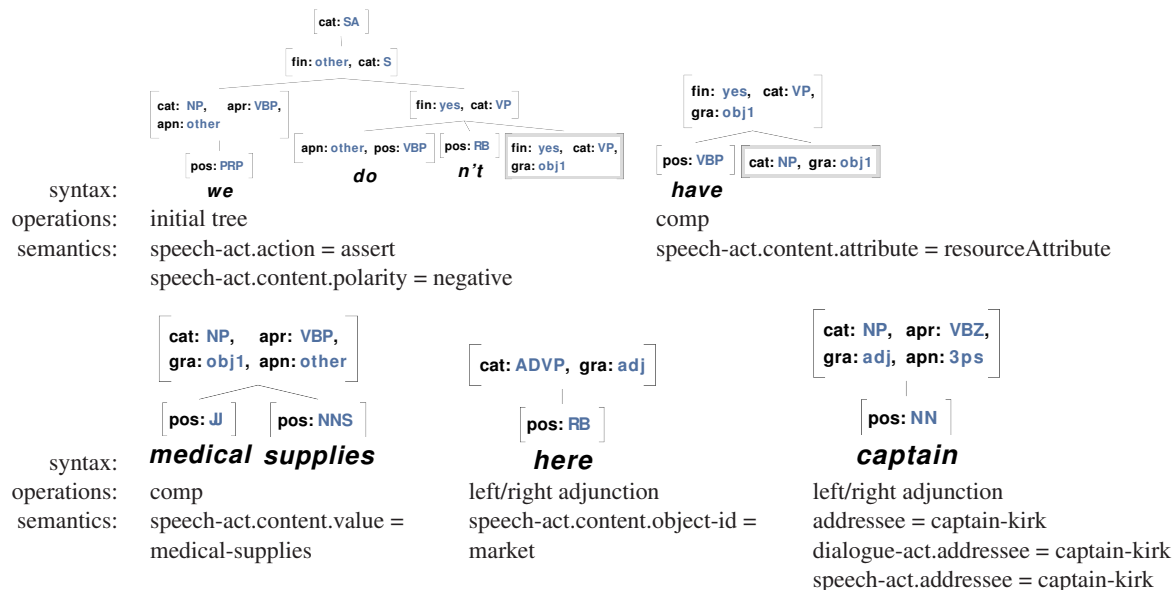 cat: SA
fin: other, cat: S
cat: NP, apr: VBP,
apn: other
fin: yes, cat: VP
fin: yes, cat: VP,
gra: obj1
pos: PRP
apn: other, pos: VBP
pos: RB
fin: yes, cat: VP,
gra: obj1
pos: VBP
cat: NP, gra: obj1
syntax: we do n't have
operations: initial tree comp
semantics: speech-act.action = assert speech-act.content.attribute = resourceAttribute
speech-act.content.polarity = negative
cat: NP, apr: VBP,
gra: obj1, apn: other
cat: ADVP, gra: adj
cat: NP, apr: VBZ,
gra: adj, apn: 3ps
pos: JJ
pos: NNS
pos: RB
pos: NN
syntax: medical supplies here captain
operations: comp left/right adjunction left/right adjunction
semantics: speech-act.content.value = speech-act.content.object-id = addressee = captain-kirk
medical-supplies market dialogue-act.addressee = captain-kirk
speech-act.addressee = captain-kirk